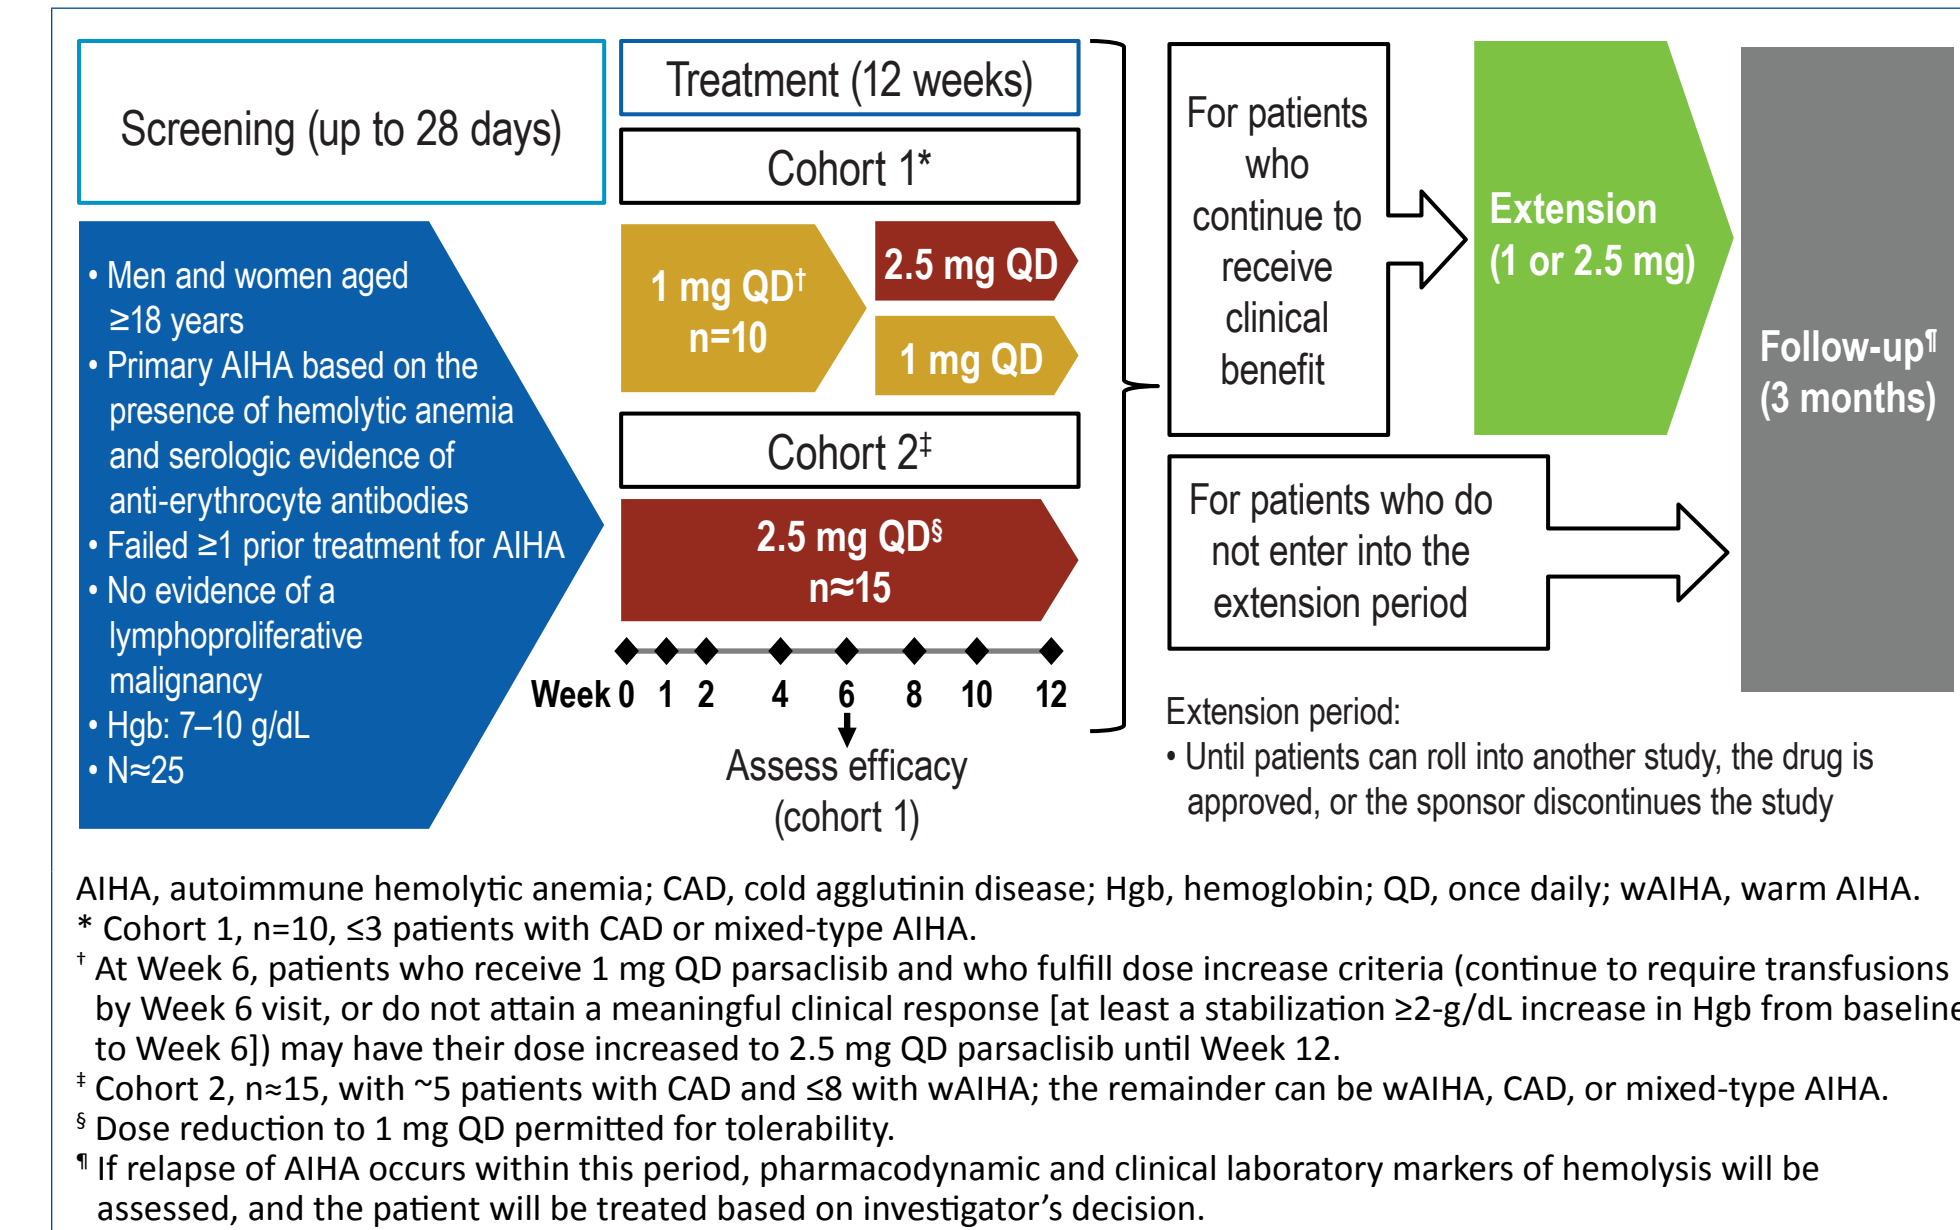 Screening (up to 28 days)
• Men and women aged
≥18 years
• Primary AIHA based on the
presence of hemolytic anemia
and serologic evidence of
anti-erythrocyte antibodies
• Failed ≥1 prior treatment for AIHA
• No evidence of a
lymphoproliferative
malignancy
• Hgb: 7–10 g/dL
• N≈25
Treatment (12 weeks)
Cohort 1*
1 mg QD†
n=10
2.5 mg QD
1 mg QD
Cohort 2‡
2.5 mg QD§
n≈15
Week 0 1 2 4 6 8 10 12
Assess efficacy
(cohort 1)
For patients
who
continue to
receive
clinical
benefit
Extension
(1 or 2.5 mg)
For patients who do
not enter into the
extension period
Follow-up¶
(3 months)
Extension period:
• Until patients can roll into another study, the drug is
approved, or the sponsor discontinues the study
AIHA, autoimmune hemolytic anemia; CAD, cold agglutinin disease; Hgb, hemoglobin; QD, once daily; wAIHA, warm AIHA.
* Cohort 1, n=10, ≤3 patients with CAD or mixed-type AIHA.
† At Week 6, patients who receive 1 mg QD parsaclisib and who fulfill dose increase criteria (continue to require transfusions
by Week 6 visit, or do not attain a meaningful clinical response [at least a stabilization ≥2-g/dL increase in Hgb from baseline
to Week 6]) may have their dose increased to 2.5 mg QD parsaclisib until Week 12.
‡ Cohort 2, n≈15, with ~5 patients with CAD and ≤8 with wAIHA; the remainder can be wAIHA, CAD, or mixed-type AIHA.
§ Dose reduction to 1 mg QD permitted for tolerability.
¶ If relapse of AIHA occurs within this period, pharmacodynamic and clinical laboratory markers of hemolysis will be
assessed, and the patient will be treated based on investigator’s decision.